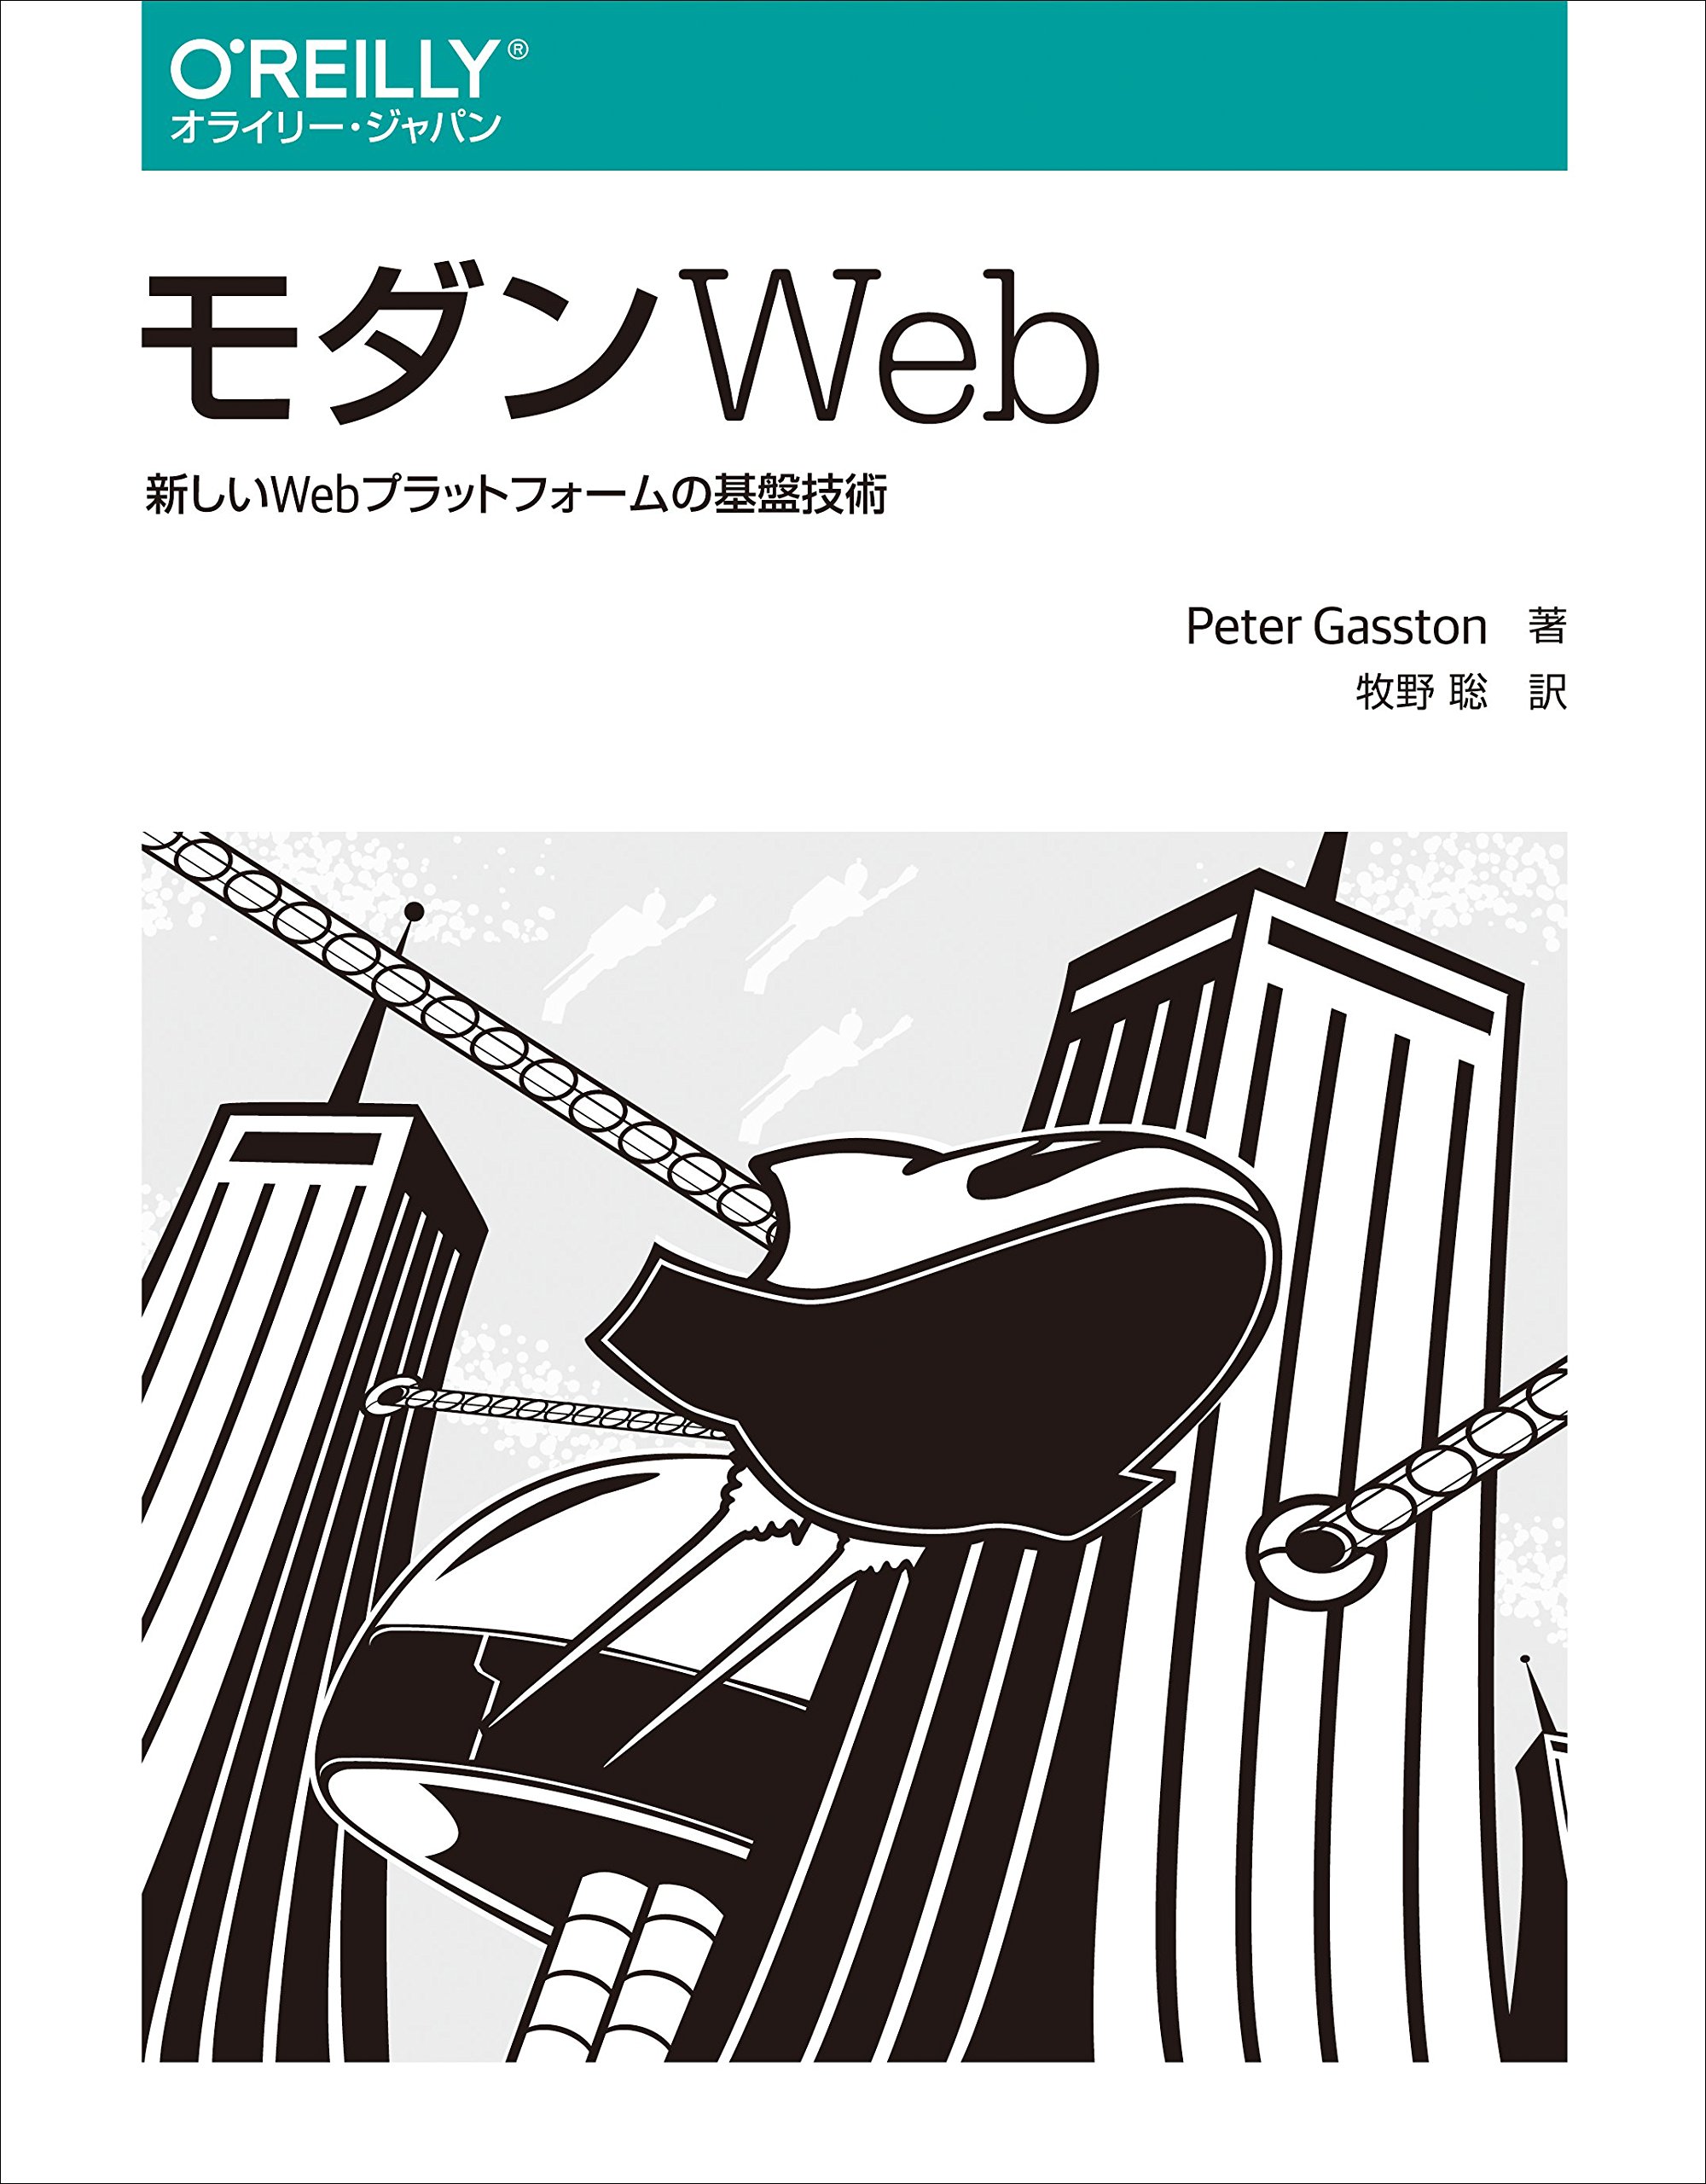 O'REILLY®
オライリー・ジャパン
モダンWeb
新しいWebプラットフォームの基盤技術
Peter Gasston 著
牧野 聡 訳